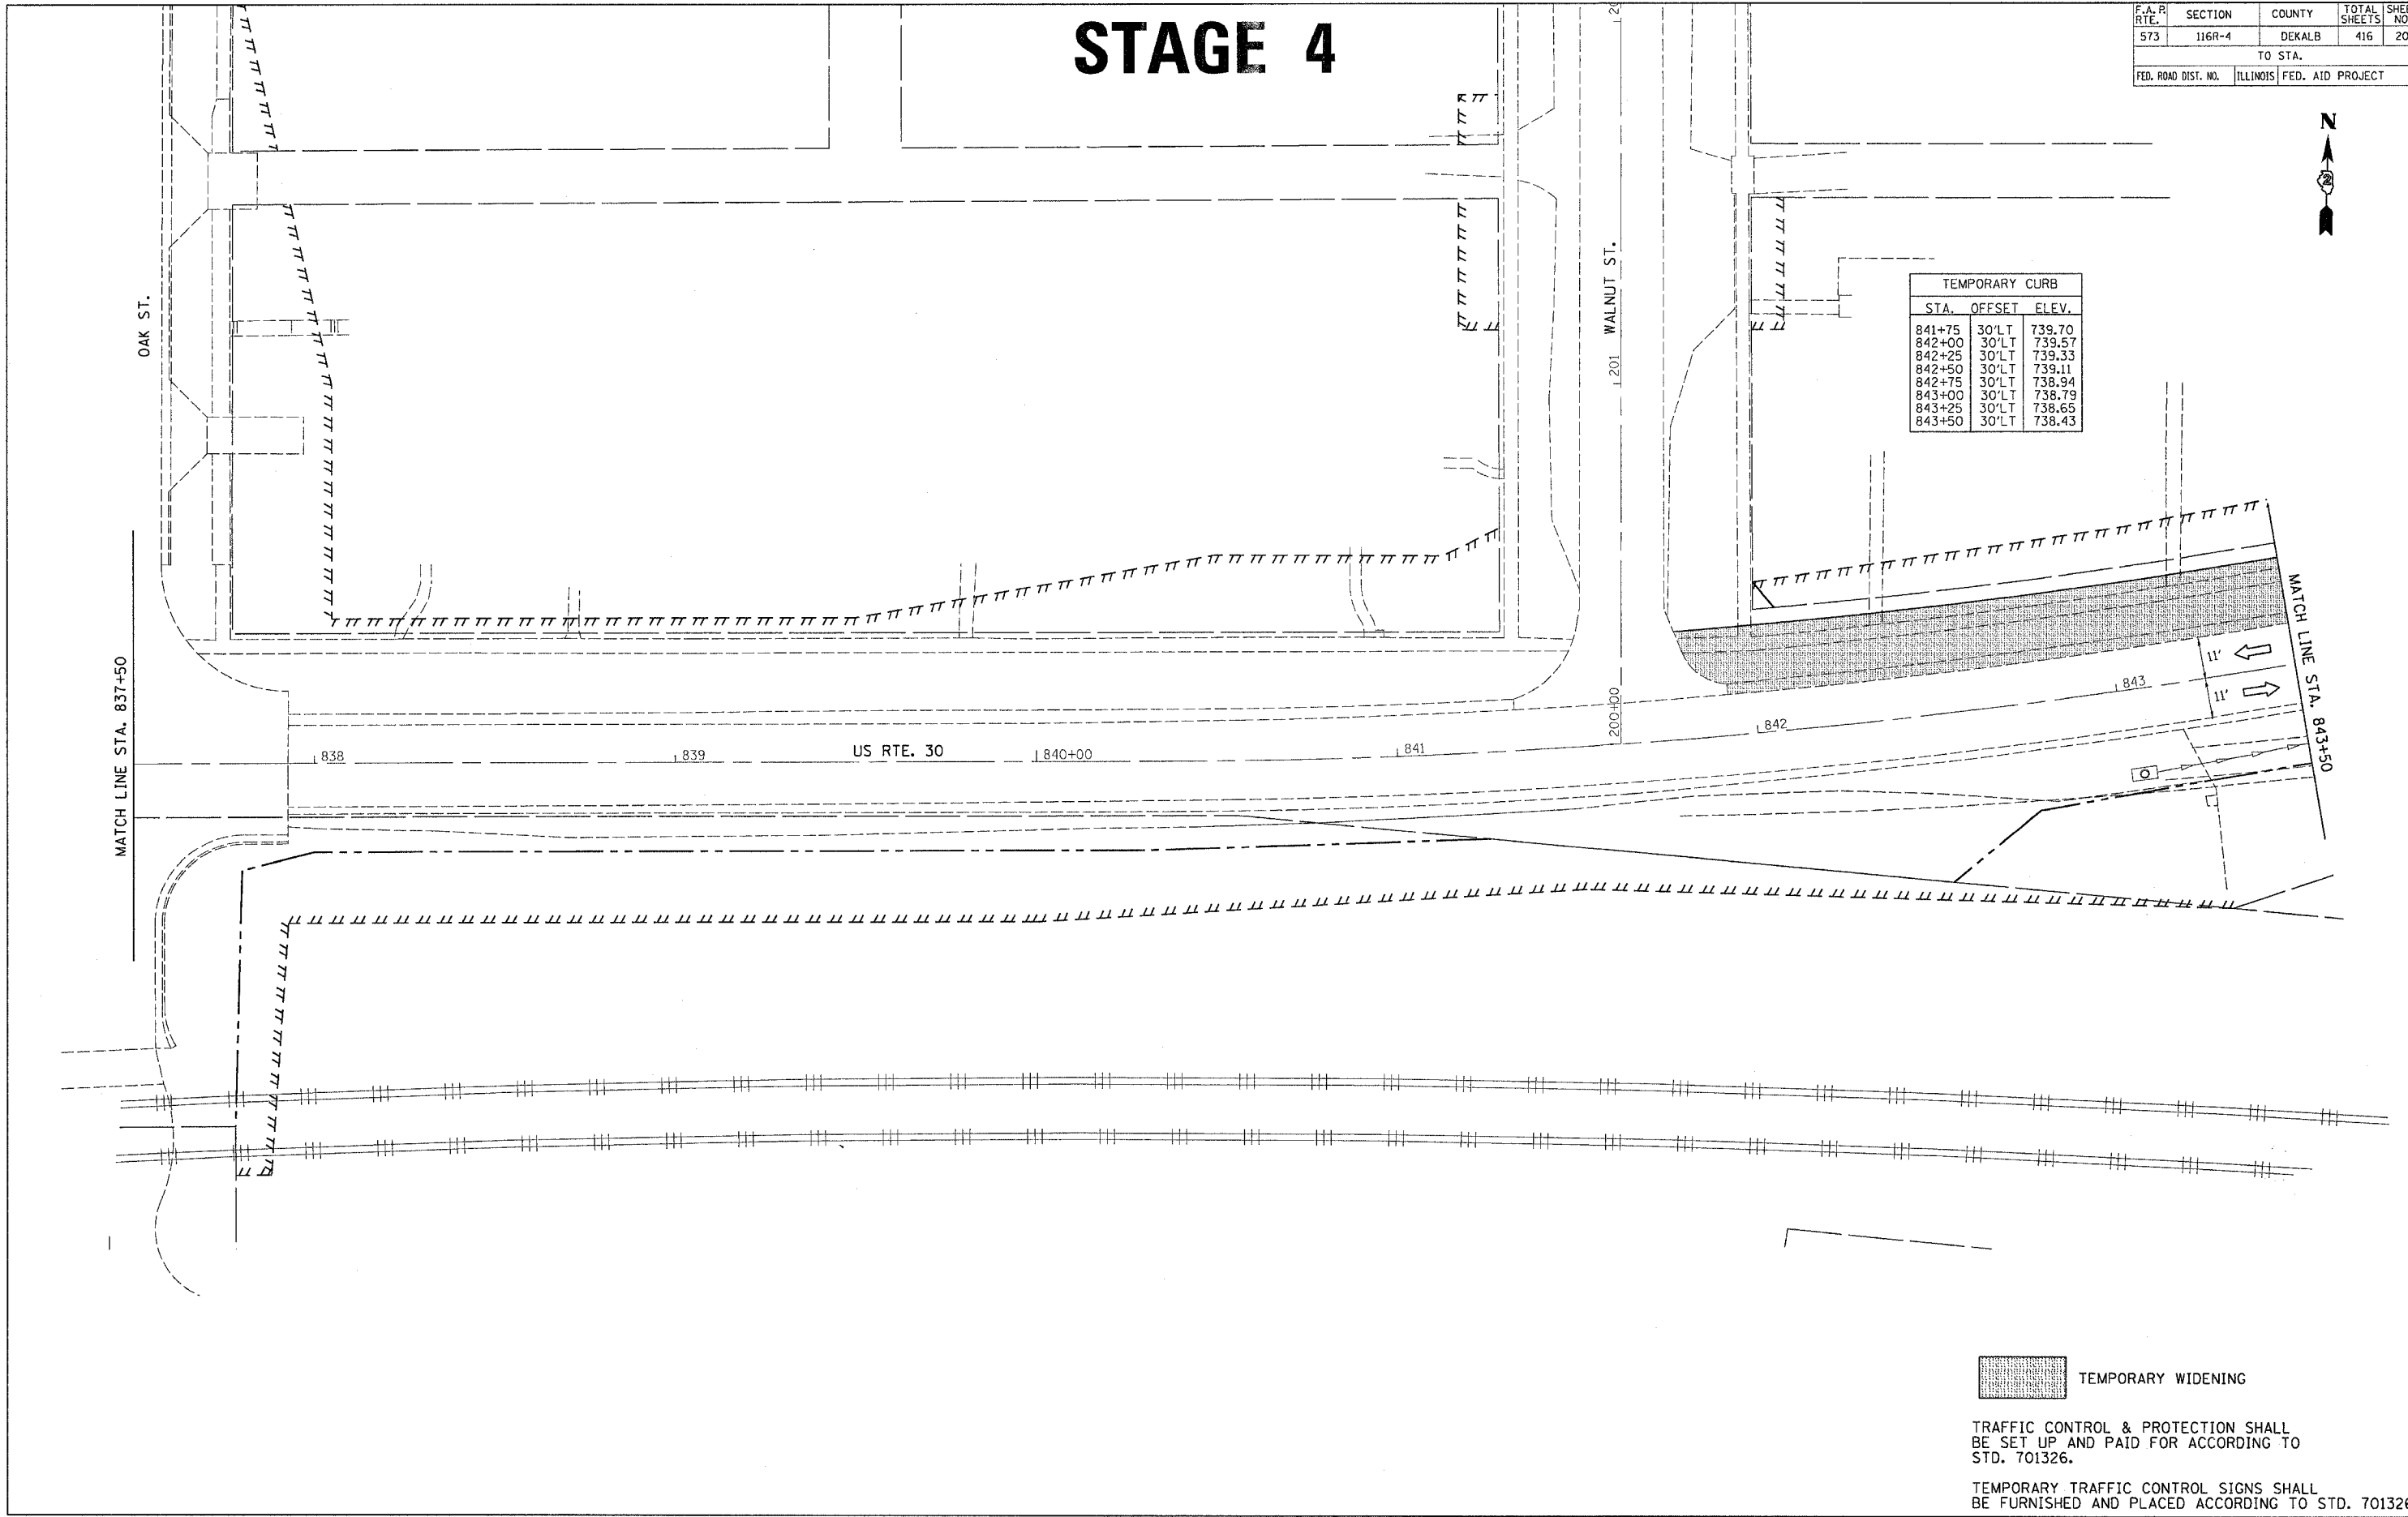 STAGE 4
F.A.P. RTE. SECTION COUNTY TOTAL SHEETS
573 116R-4 DEKALB 416
TO STA.
FED. ROAD DIST. NO. ILLINOIS FED. AID PROJECT
N
2
OAK ST.
WALNUT ST.
201
200+00
TEMPORARY CURB
STA. OFFSET ELEV.
841+75 30'LT 739.70
842+00 30'LT 739.57
842+25 30'LT 739.33
842+50 30'LT 739.11
842+75 30'LT 738.94
843+00 30'LT 738.79
843+25 30'LT 738.65
843+50 30'LT 738.43
MATCH LINE STA. 837+50
838
839
US RTE. 30
840+00
841
842
843
11'
11'
MATCH LINE STA. 843+50
TEMPORARY WIDENING
TRAFFIC CONTROL & PROTECTION SHALL
BE SET UP AND PAID FOR ACCORDING TO
STD. 701326.
TEMPORARY TRAFFIC CONTROL SIGNS SHALL
BE FURNISHED AND PLACED ACCORDING TO STD. 701326